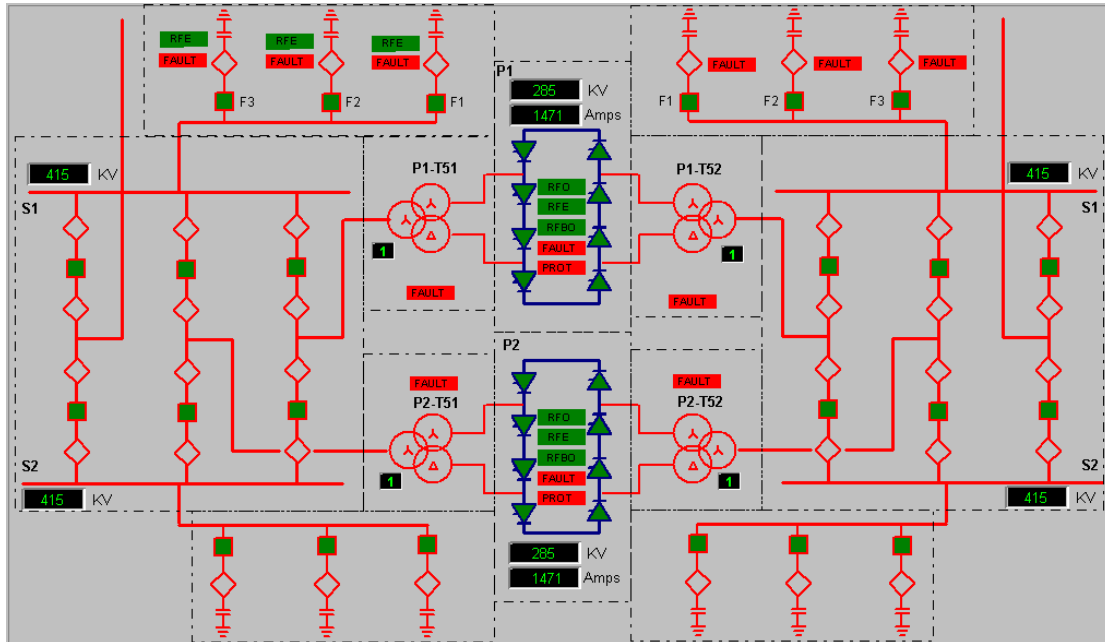 RFE RFE RFE
FAULT FAULT FAULT FAULT FAULT FAULT
P1
285 KV
F3 F2 F1 F1 F2 F3
1471 Amps
415 KV 415 KV
P1-T51 P1-T52
RFO
S1 RFE S1
RFBO
1 FAULT 1
PROT
FAULT FAULT
P2
FAULT FAULT
P2-T51 P2-T52
RFO
RFE
RFBO
S2 S2
1 FAULT 1
415 KV PROT 415 KV
285 KV
1471 Amps